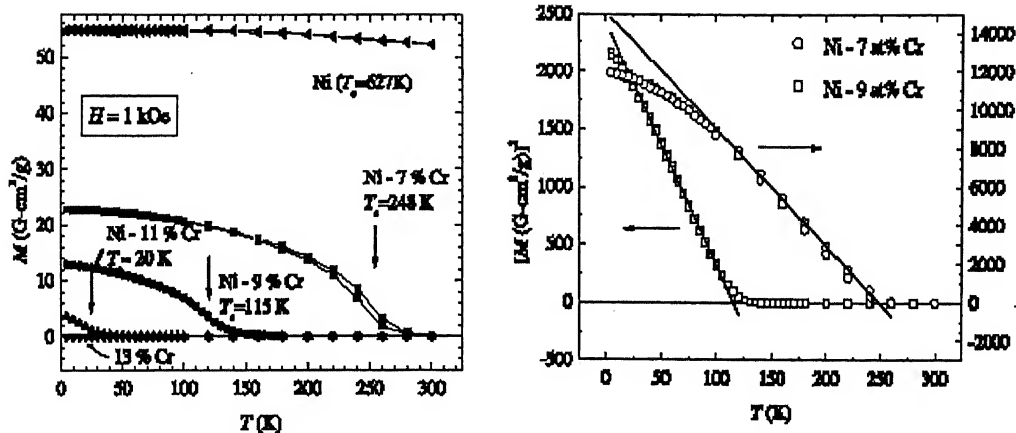 Ni (Tc=627K)
H = 1 kOe
M (G-cm³/g)
50
40
30
20
10
0
Ni - 7 % Cr
Tc=248 K
Ni - 11 % Cr
T = 20 K
Ni - 9 % Cr
Tc=115 K
13 % Cr
0 50 100 150 200 250 300
T (K)
2500
2000
1500
1000
500
0
-500
14000
12000
10000
8000
6000
4000
2000
0
-2000
Ni - 7 at% Cr
Ni - 9 at% Cr
0 50 100 150 200 250 300
T (K)